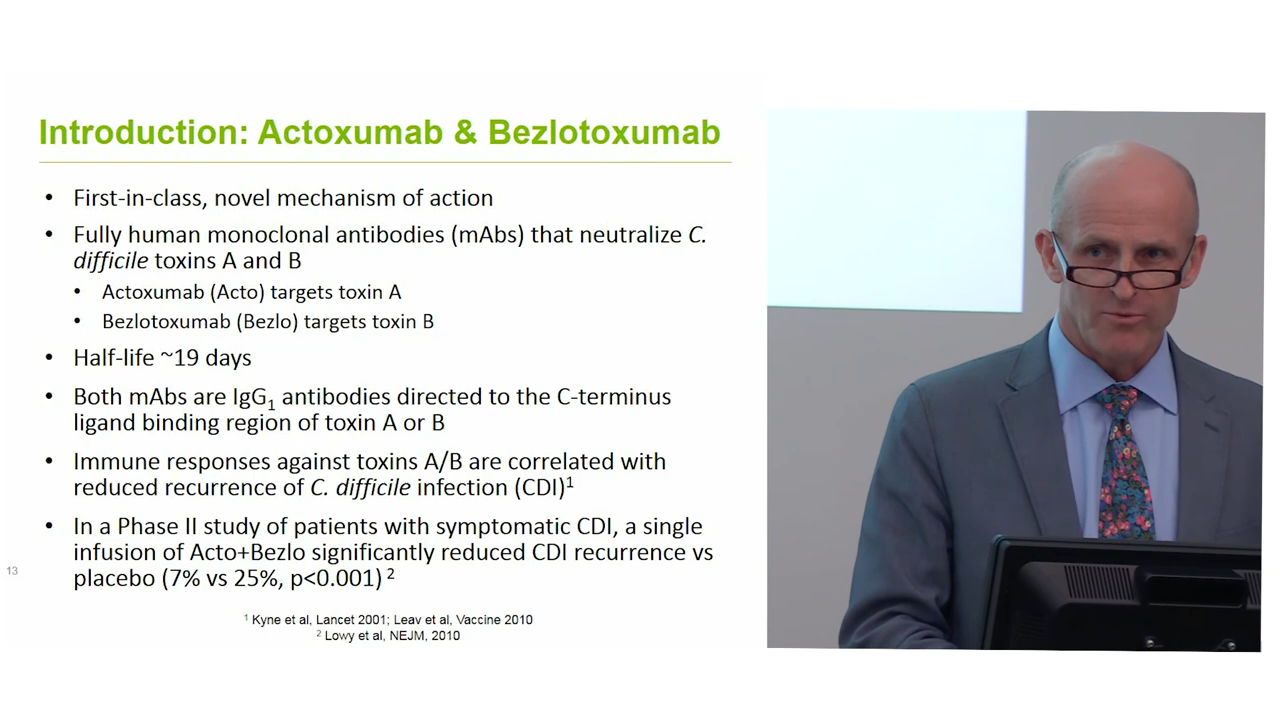 Introduction: Actoxumab & Bezlotoxumab
• First-in-class, novel mechanism of action
• Fully human monoclonal antibodies (mAbs) that neutralize C.
difficile toxins A and B
• Actoxumab (Acto) targets toxin A
• Bezlotoxumab (Bezlo) targets toxin B
• Half-life ~19 days
• Both mAbs are IgG₁ antibodies directed to the C-terminus
ligand binding region of toxin A or B
• Immune responses against toxins A/B are correlated with
reduced recurrence of C. difficile infection (CDI)¹
• In a Phase II study of patients with symptomatic CDI, a single
infusion of Acto+Bezlo significantly reduced CDI recurrence vs
placebo (7% vs 25%, p<0.001) ²
13
¹ Kyne et al, Lancet 2001; Leav et al, Vaccine 2010
² Lowy et al, NEJM, 2010